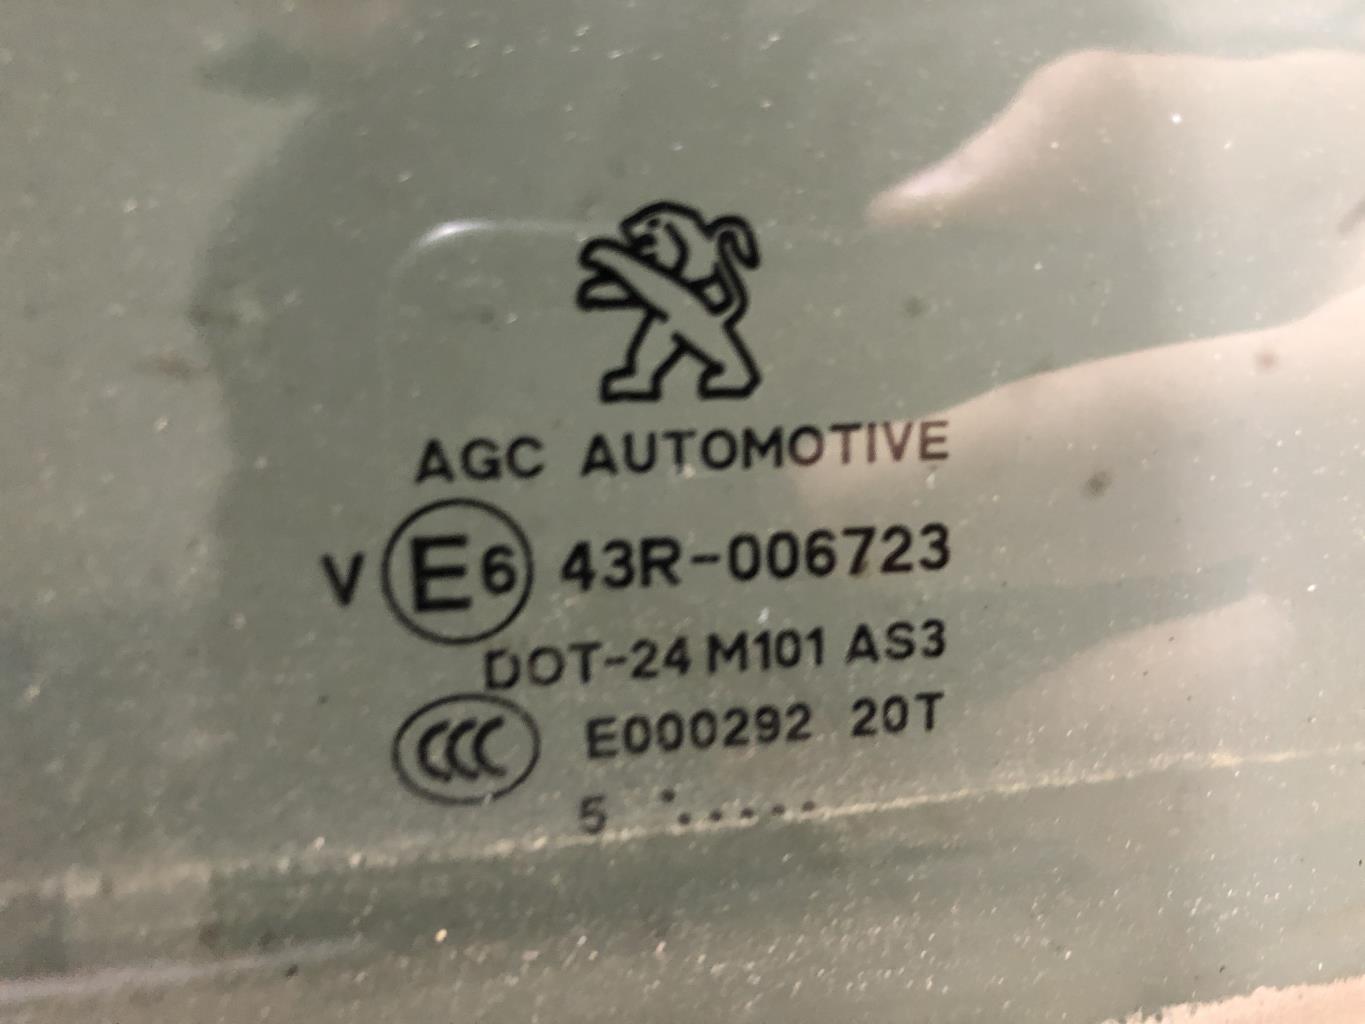 AGC AUTOMOTIVE
V E6 43R-006723
DOT-24 M101 AS3
CCC E000292 20T
5 ˙.....